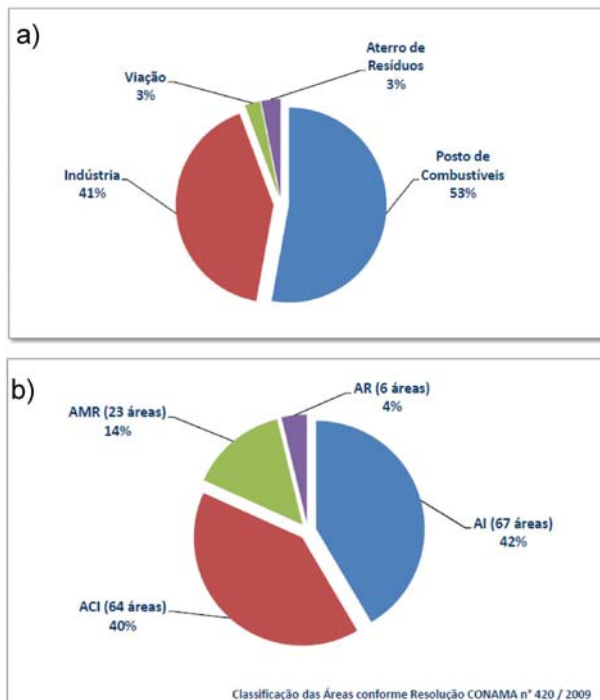 a)
Viação
3%
Aterro de
Resíduos
3%
Indústria
41%
Posto de
Combustíveis
53%
b)
AMR (23 áreas)
14%
AR (6 áreas)
4%
AI (67 áreas)
42%
ACI (64 áreas)
40%
Classificação das Áreas conforme Resolução CONAMA n° 420 / 2009